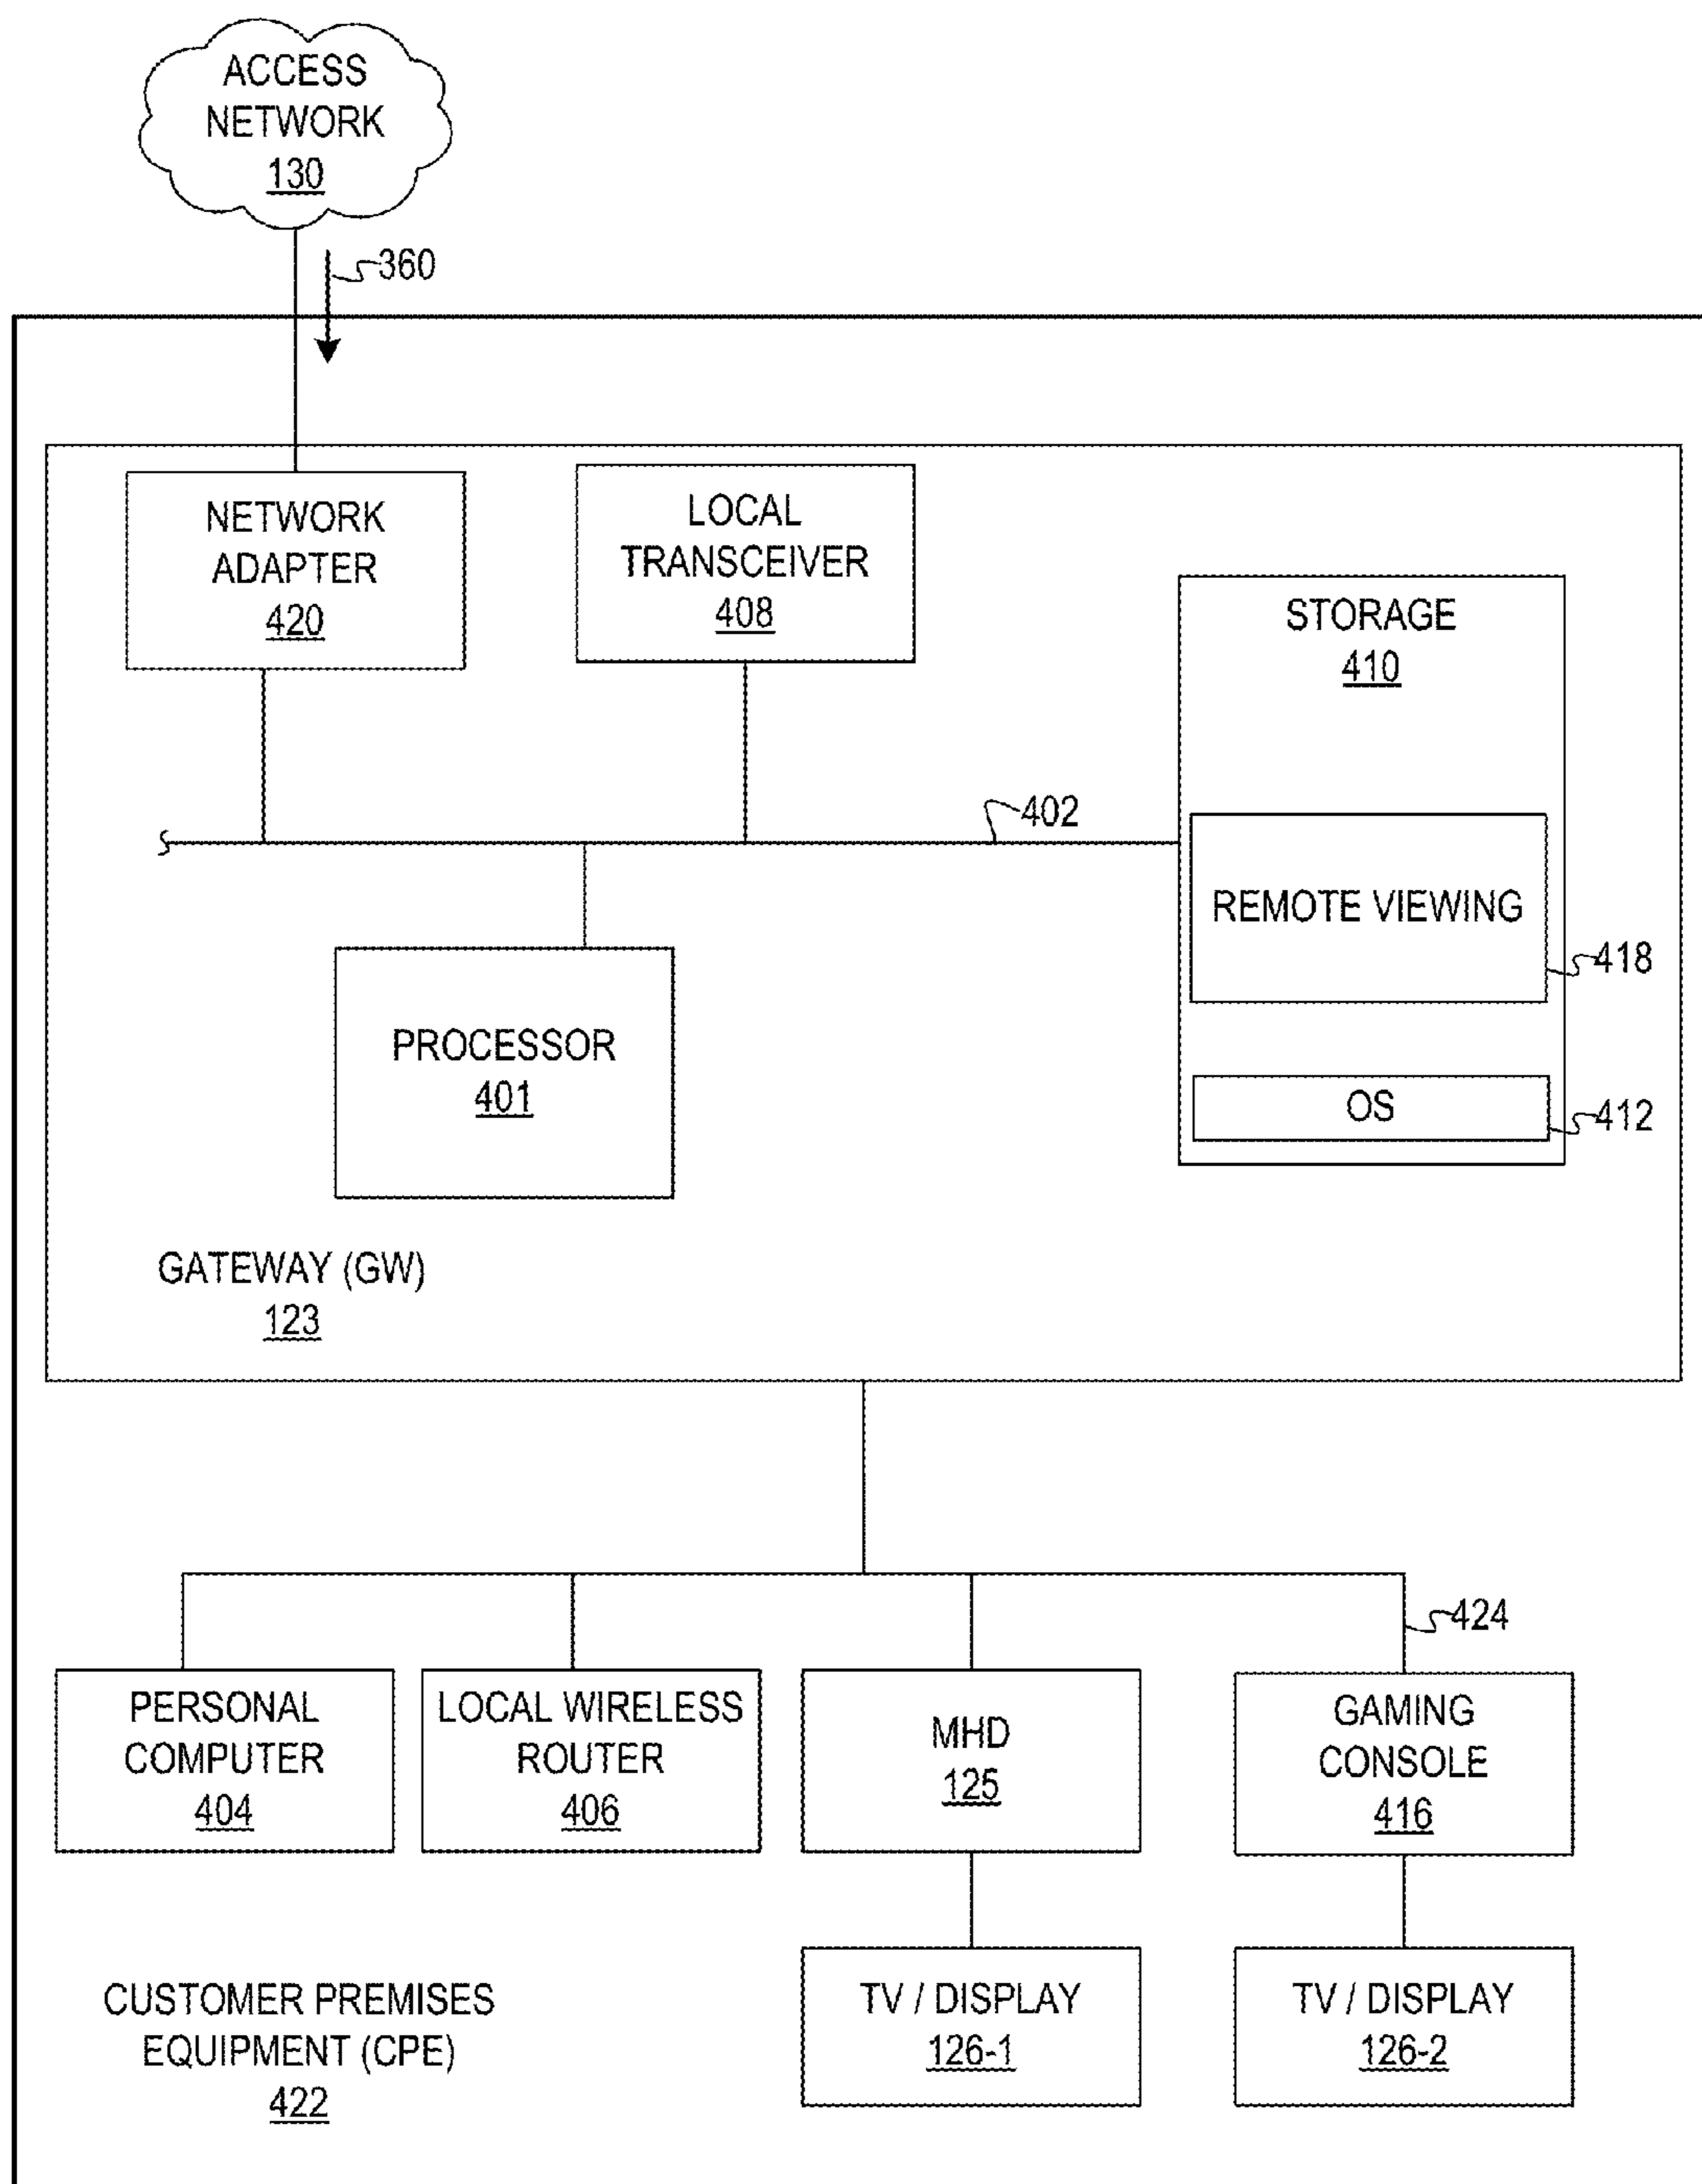 ACCESS
NETWORK
130
360
NETWORK
ADAPTER
420
LOCAL
TRANSCEIVER
408
STORAGE
410
402
REMOTE VIEWING
418
PROCESSOR
401
OS
412
GATEWAY (GW)
123
424
PERSONAL
COMPUTER
404
LOCAL WIRELESS
ROUTER
406
MHD
125
GAMING
CONSOLE
416
CUSTOMER PREMISES
EQUIPMENT (CPE)
422
TV / DISPLAY
126-1
TV / DISPLAY
126-2